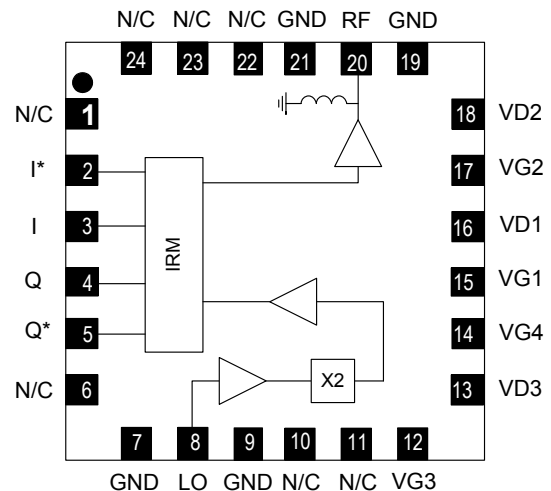 N/C N/C N/C GND RF GND
24 23 22 21 20 19
N/C 1 18 VD2
I* 2 17 VG2
I 3 16 VD1
IRM
Q 4 15 VG1
Q* 5 14 VG4
X2
N/C 6 13 VD3
7 8 9 10 11 12
GND LO GND N/C N/C VG3